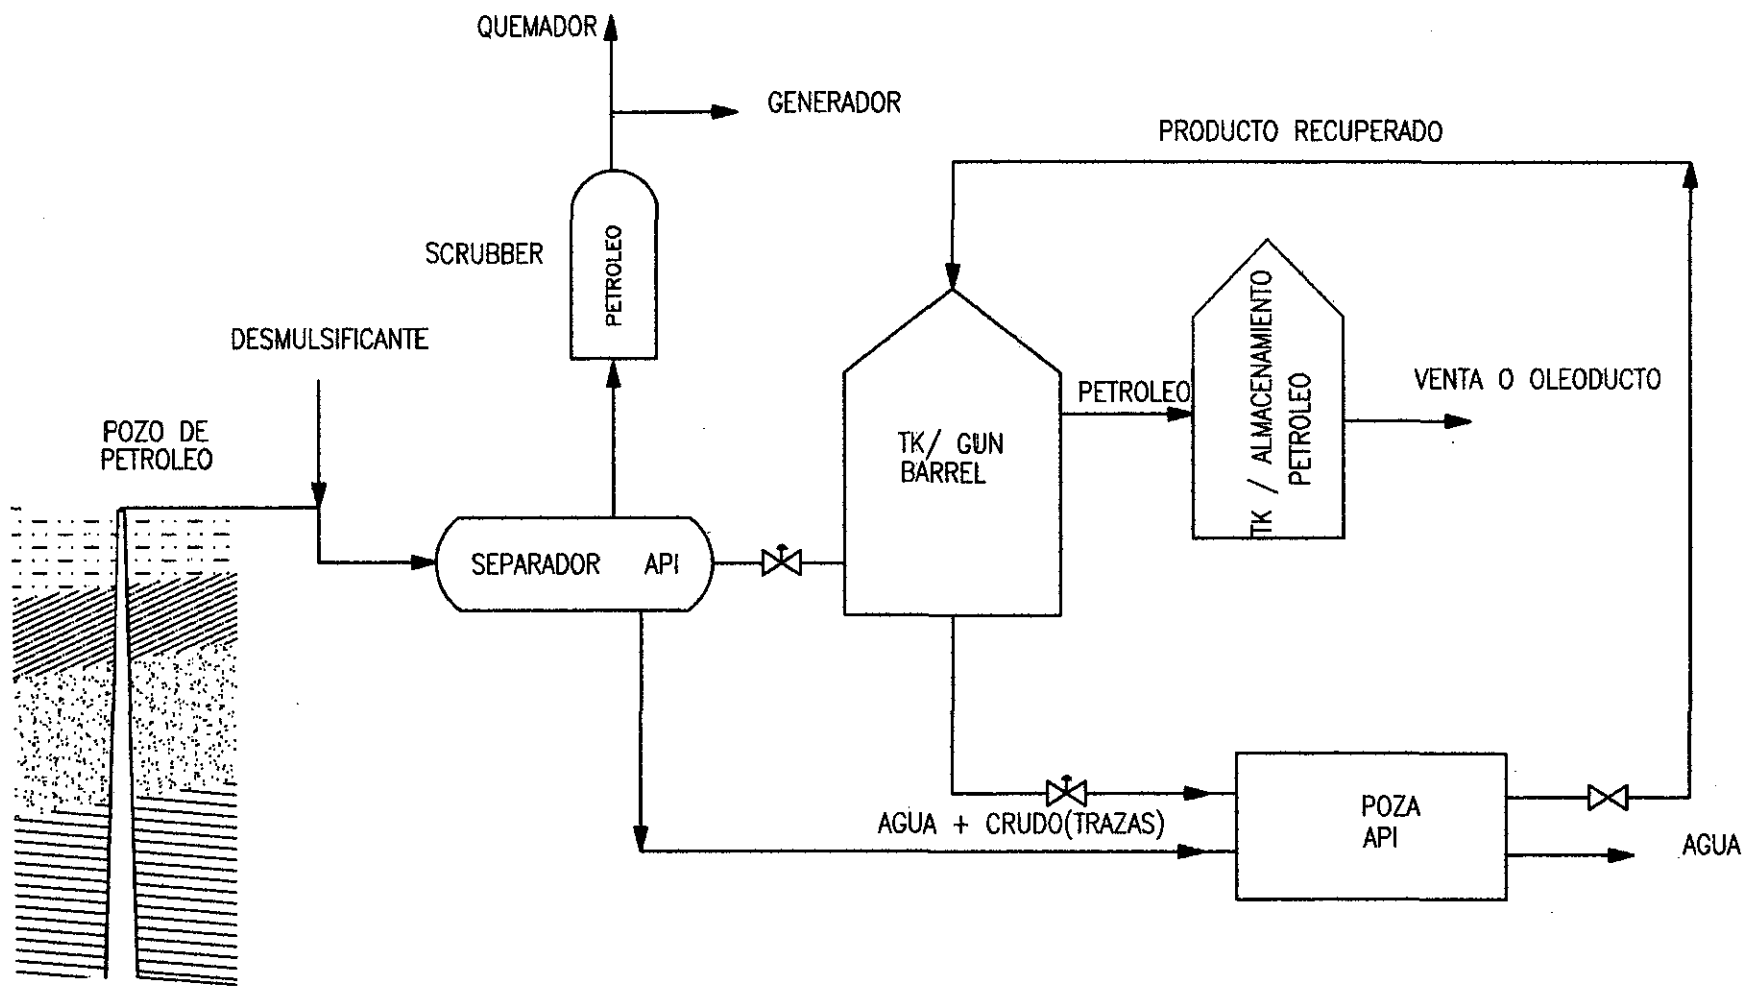 QUEMADOR
GENERADOR
PRODUCTO RECUPERADO
SCRUBBER
PETROLEO
DESMULSIFICANTE
POZO DE
PETROLEO
TK/ GUN
BARREL
PETROLEO
TK / ALMACENAMIENTO
PETROLEO
VENTA O OLEODUCTO
SEPARADOR API
AGUA + CRUDO(TRAZAS)
POZA
API
AGUA